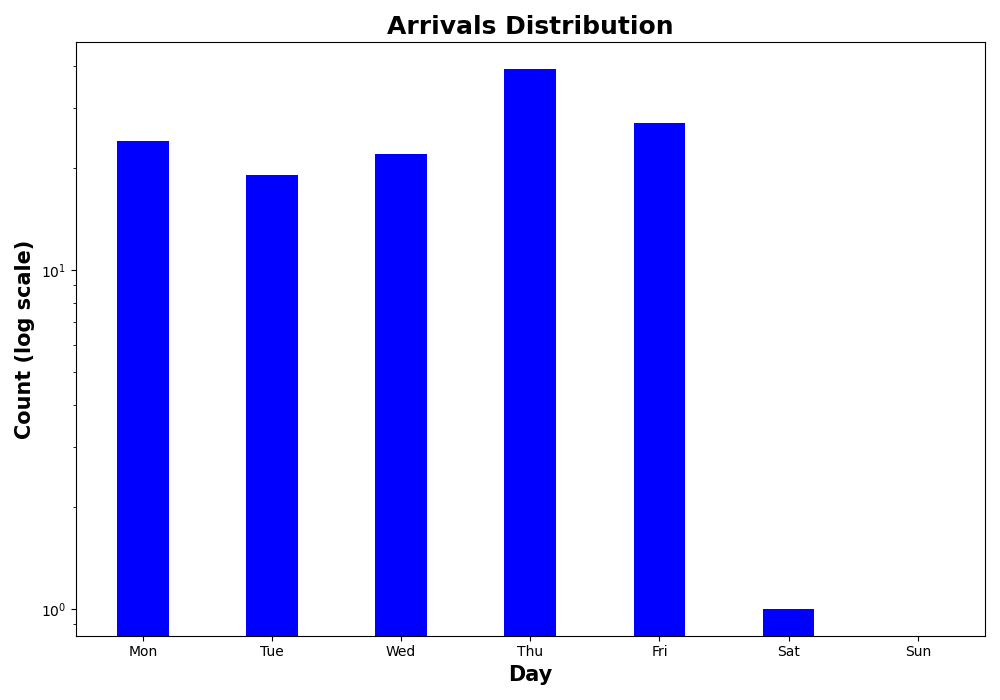 Arrivals Distribution
Count (log scale)
10¹
10⁰
Mon Tue Wed Thu Fri Sat Sun
Day